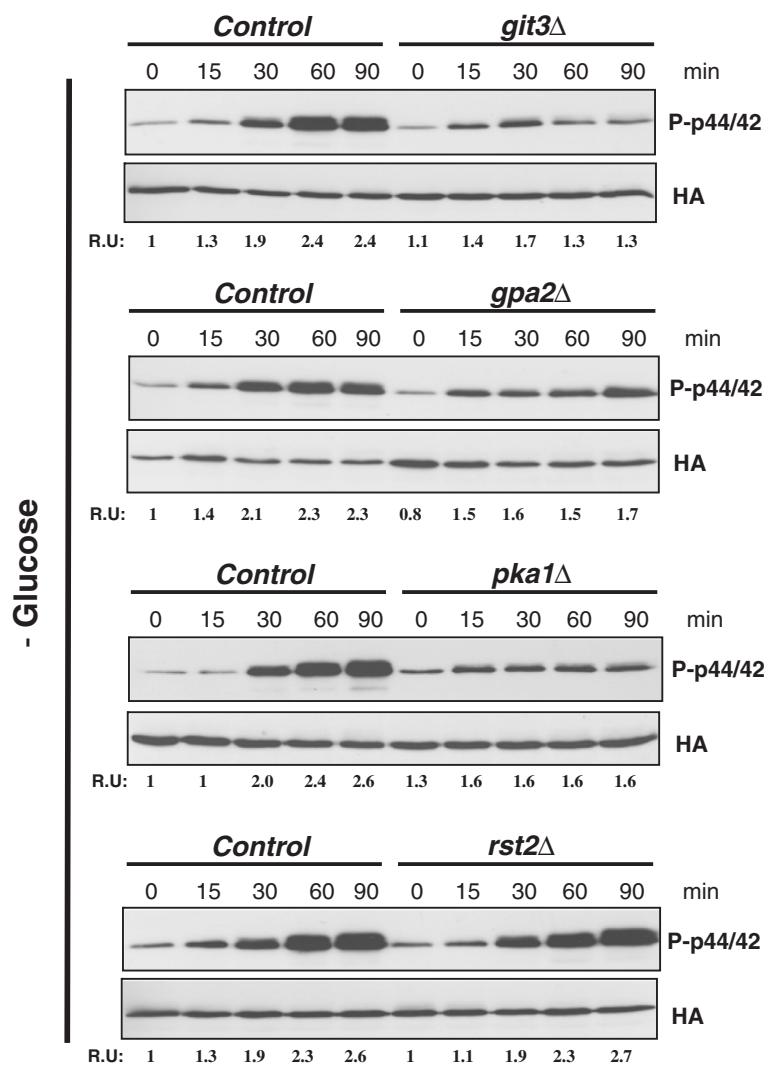 Control git3Δ
0 15 30 60 90 0 15 30 60 90 min
P-p44/42
HA
R.U: 1 1.3 1.9 2.4 2.4 1.1 1.4 1.7 1.3 1.3
Control gpa2Δ
0 15 30 60 90 0 15 30 60 90 min
P-p44/42
HA
R.U: 1 1.4 2.1 2.3 2.3 0.8 1.5 1.6 1.5 1.7
- Glucose
Control pka1Δ
0 15 30 60 90 0 15 30 60 90 min
P-p44/42
HA
R.U: 1 1 2.0 2.4 2.6 1.3 1.6 1.6 1.6 1.6
Control rst2Δ
0 15 30 60 90 0 15 30 60 90 min
P-p44/42
HA
R.U: 1 1.3 1.9 2.3 2.6 1 1.1 1.9 2.3 2.7